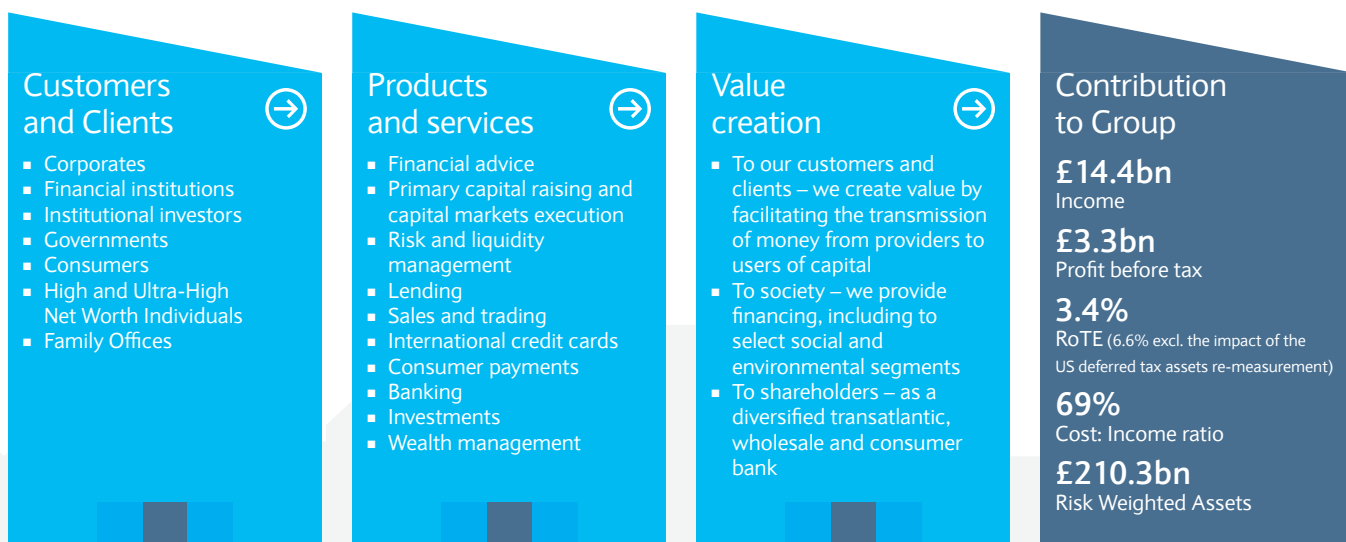 Customers
and Clients
▪ Corporates
▪ Financial institutions
▪ Institutional investors
▪ Governments
▪ Consumers
▪ High and Ultra-High
Net Worth Individuals
▪ Family Offices
Products
and services
▪ Financial advice
▪ Primary capital raising and
capital markets execution
▪ Risk and liquidity
management
▪ Lending
▪ Sales and trading
▪ International credit cards
▪ Consumer payments
▪ Banking
▪ Investments
▪ Wealth management
Value
creation
▪ To our customers and
clients – we create value by
facilitating the transmission
of money from providers to
users of capital
▪ To society – we provide
financing, including to
select social and
environmental segments
▪ To shareholders – as a
diversified transatlantic,
wholesale and consumer
bank
Contribution
to Group
£14.4bn
Income
£3.3bn
Profit before tax
3.4%
RoTE (6.6% excl. the impact of the
US deferred tax assets re-measurement)
69%
Cost: Income ratio
£210.3bn
Risk Weighted Assets